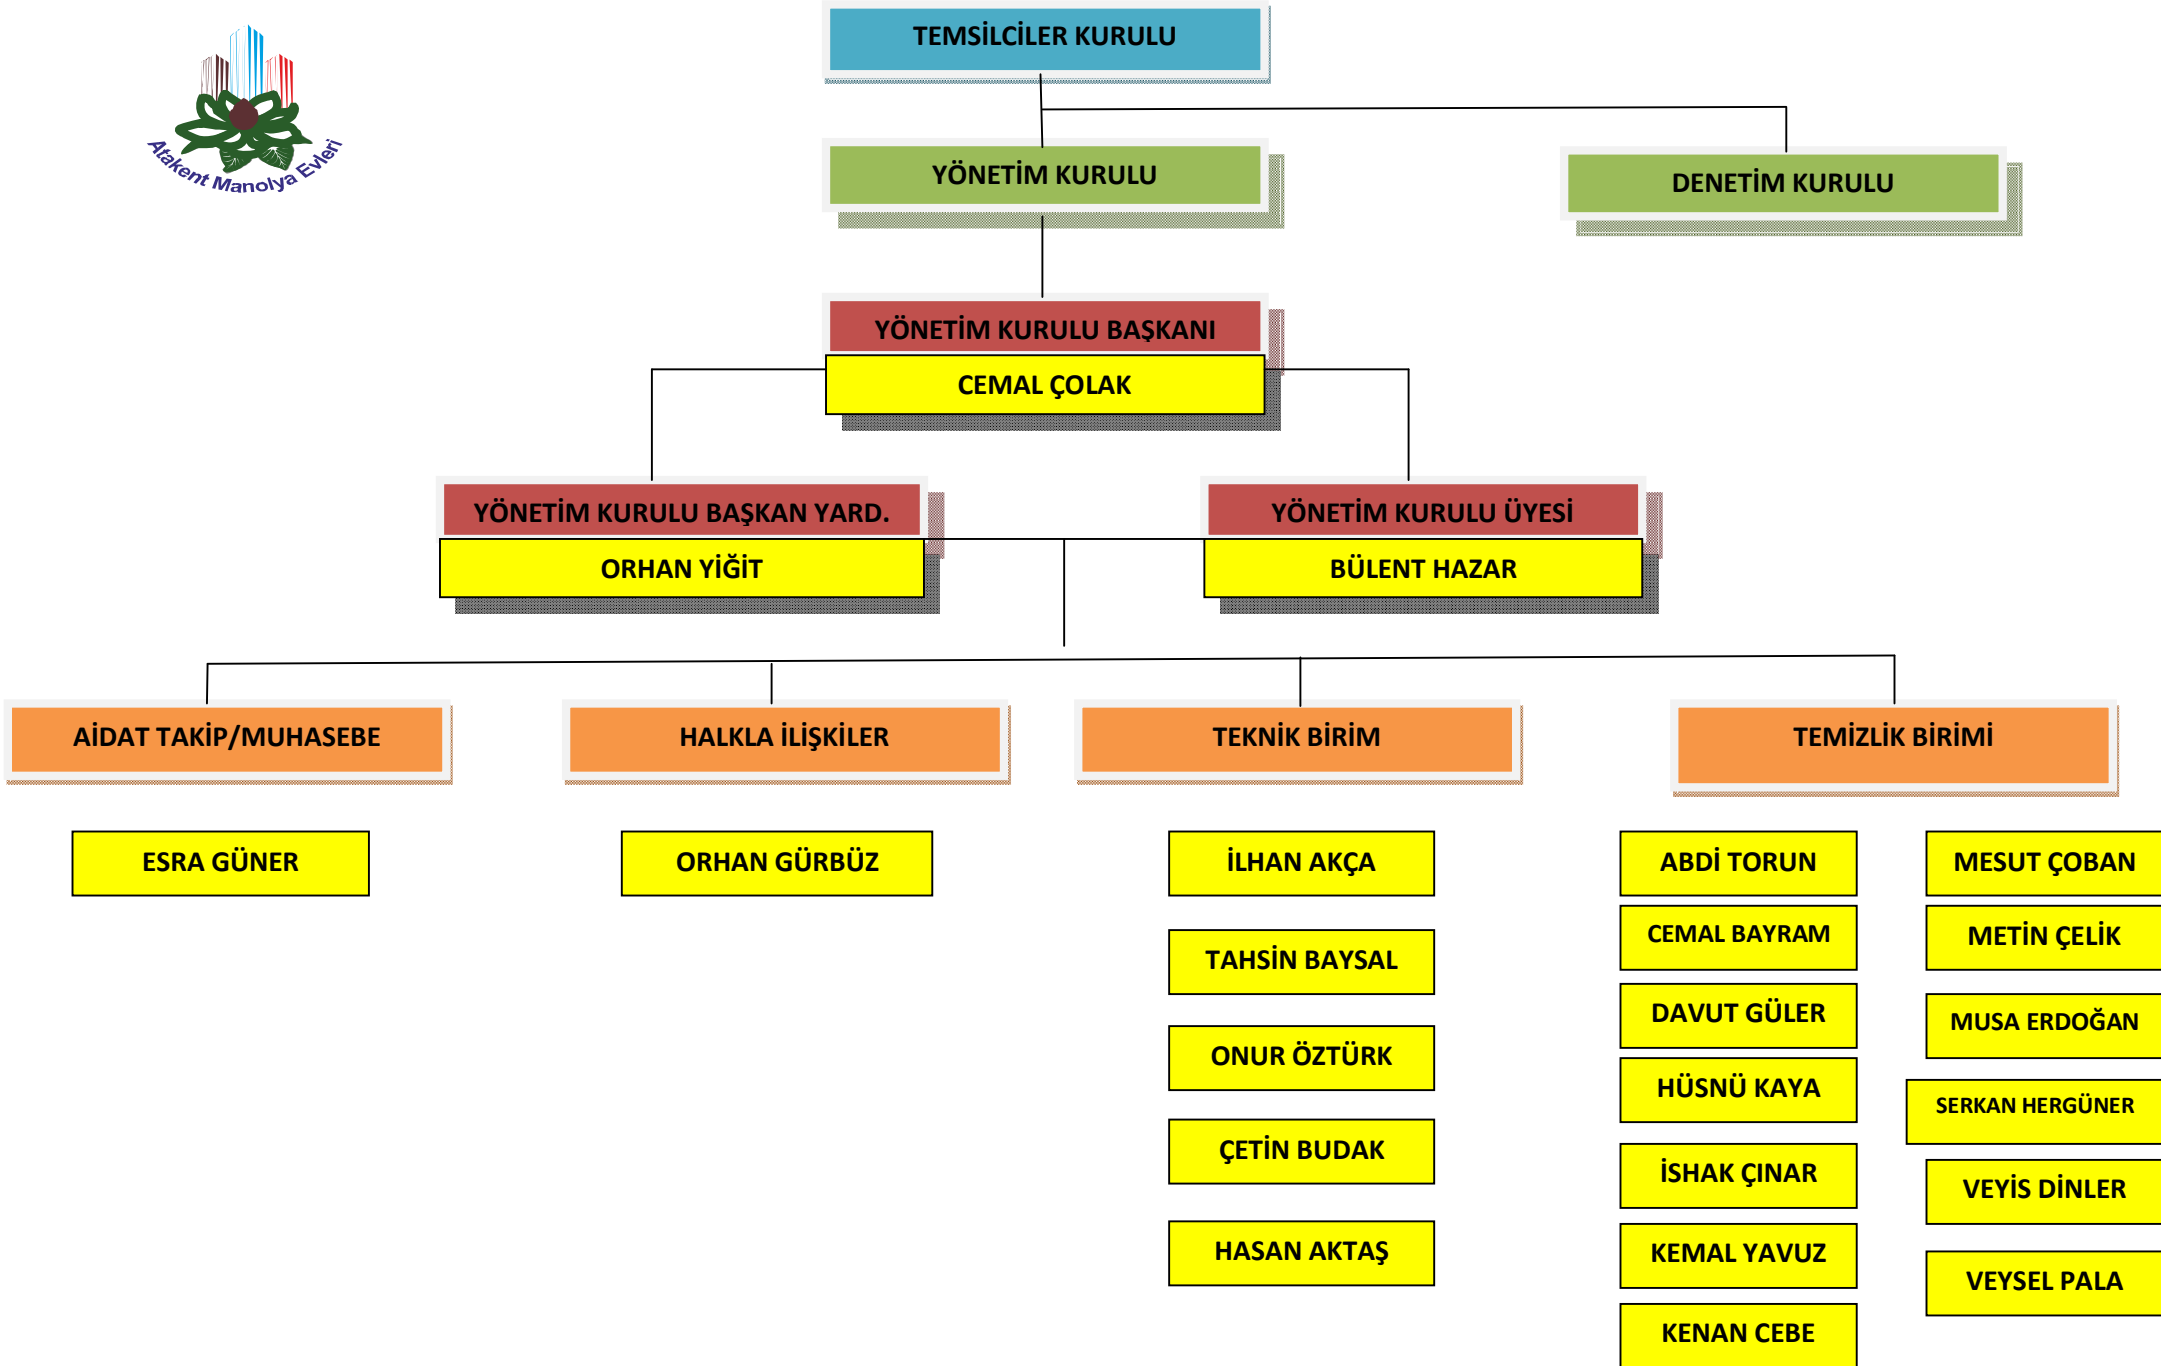 TEMSİLCİLER KURULU
Atakent Manolya Evleri
YÖNETİM KURULU
DENETİM KURULU
YÖNETİM KURULU BAŞKANI
CEMAL ÇOLAK
YÖNETİM KURULU BAŞKAN YARD.
ORHAN YİĞİT
YÖNETİM KURULU ÜYESİ
BÜLENT HAZAR
AİDAT TAKİP/MUHASEBE
HALKLA İLİŞKİLER
TEKNİK BİRİM
TEMİZLİK BİRİMİ
ESRA GÜNER
ORHAN GÜRBÜZ
İLHAN AKÇA
TAHSİN BAYSAL
ONUR ÖZTÜRK
ÇETİN BUDAK
HASAN AKTAŞ
ABDİ TORUN
CEMAL BAYRAM
DAVUT GÜLER
HÜSNÜ KAYA
İSHAK ÇINAR
KEMAL YAVUZ
KENAN CEBE
MESUT ÇOBAN
METİN ÇELİK
MUSA ERDOĞAN
SERKAN HERGÜNER
VEYİS DİNLER
VEYSEL PALA